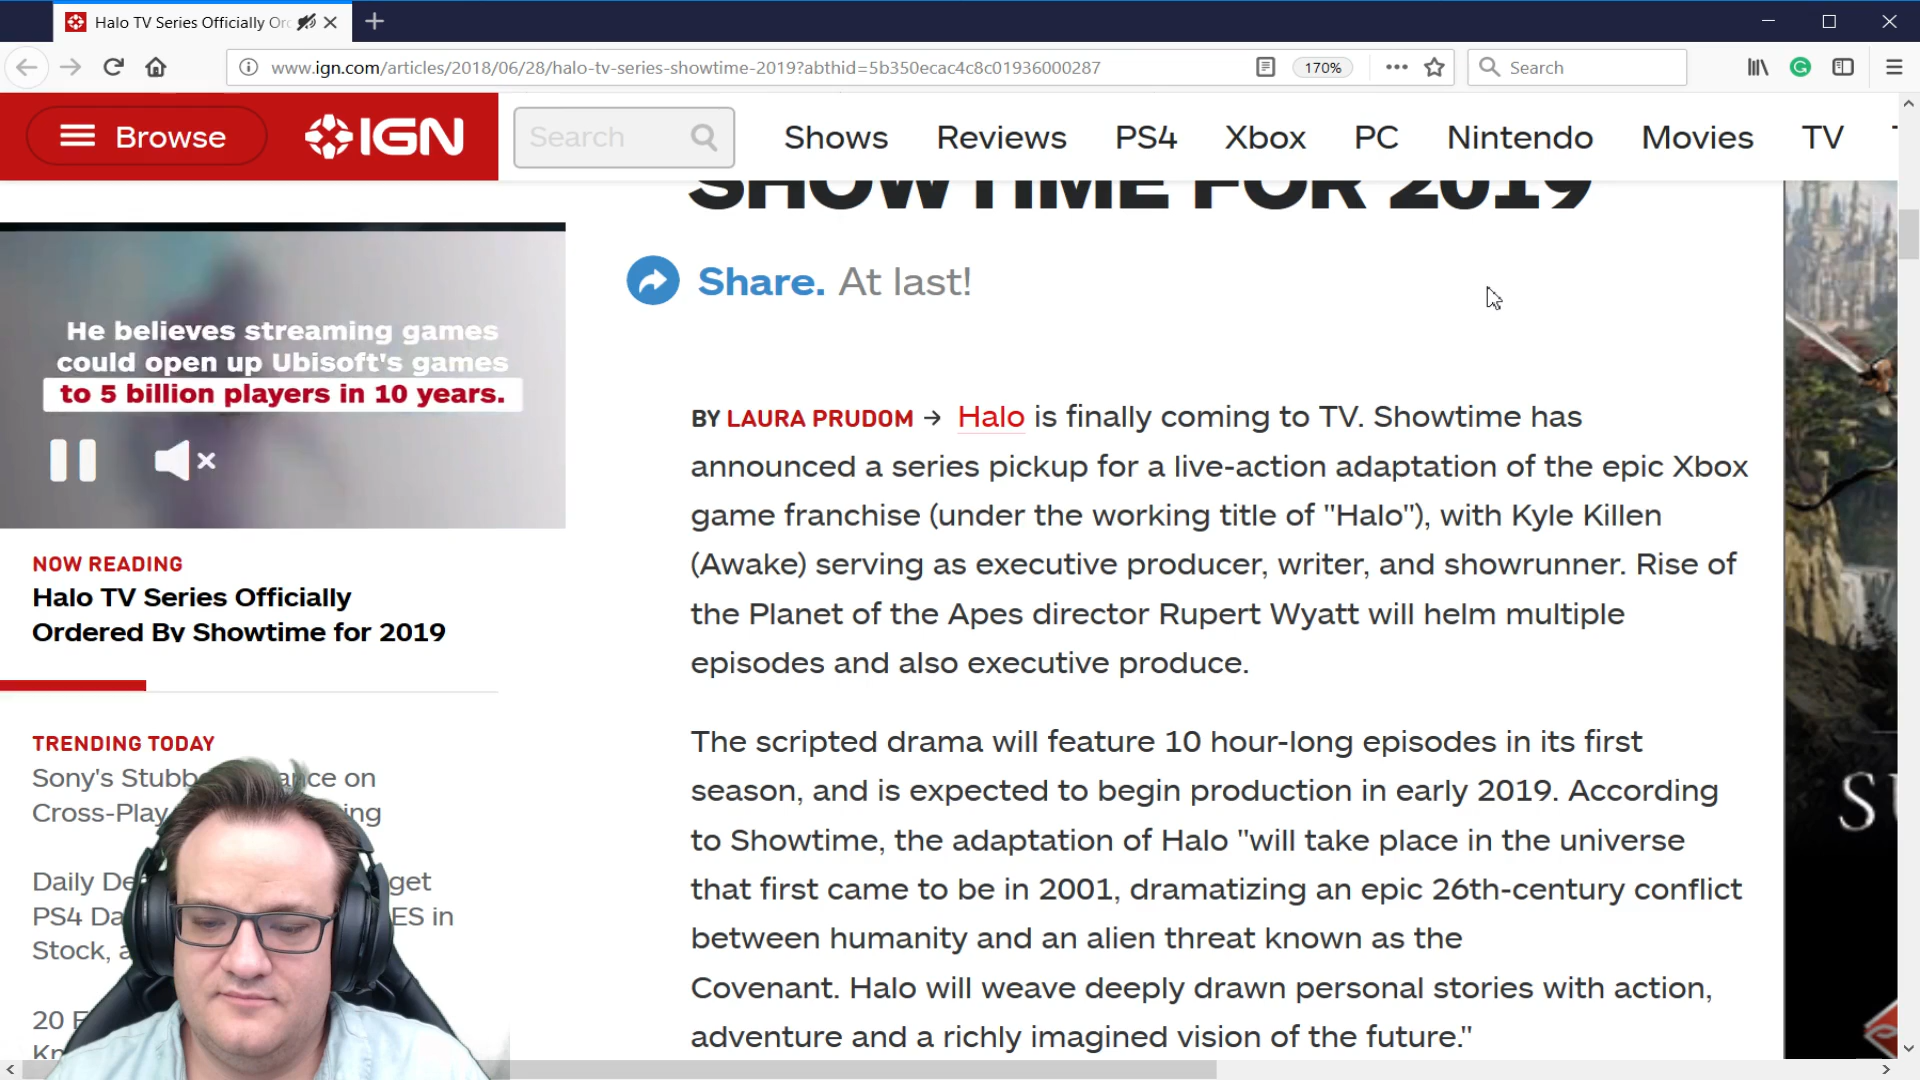 Halo TV Series Officially Or
www.ign.com/articles/2018/06/28/halo-tv-series-showtime-2019?abthid=5b350ecac4c8c01936000287
170%
Search
Browse
IGN
Search
Shows
Reviews
PS4
Xbox
PC
Nintendo
Movies
TV
SHOWTIME FOR 2019
Share. At last!
He believes streaming games
could open up Ubisoft's games
to 5 billion players in 10 years.
NOW READING
Halo TV Series Officially
Ordered By Showtime for 2019
TRENDING TODAY
Sony's Stubb ance on
Cross-Play ing
Daily De get
PS4 Da ES in
Stock, a
20 F
Kn
BY LAURA PRUDOM → Halo is finally coming to TV. Showtime has
announced a series pickup for a live-action adaptation of the epic Xbox
game franchise (under the working title of "Halo"), with Kyle Killen
(Awake) serving as executive producer, writer, and showrunner. Rise of
the Planet of the Apes director Rupert Wyatt will helm multiple
episodes and also executive produce.
The scripted drama will feature 10 hour-long episodes in its first
season, and is expected to begin production in early 2019. According
to Showtime, the adaptation of Halo "will take place in the universe
that first came to be in 2001, dramatizing an epic 26th-century conflict
between humanity and an alien threat known as the
Covenant. Halo will weave deeply drawn personal stories with action,
adventure and a richly imagined vision of the future."
SU